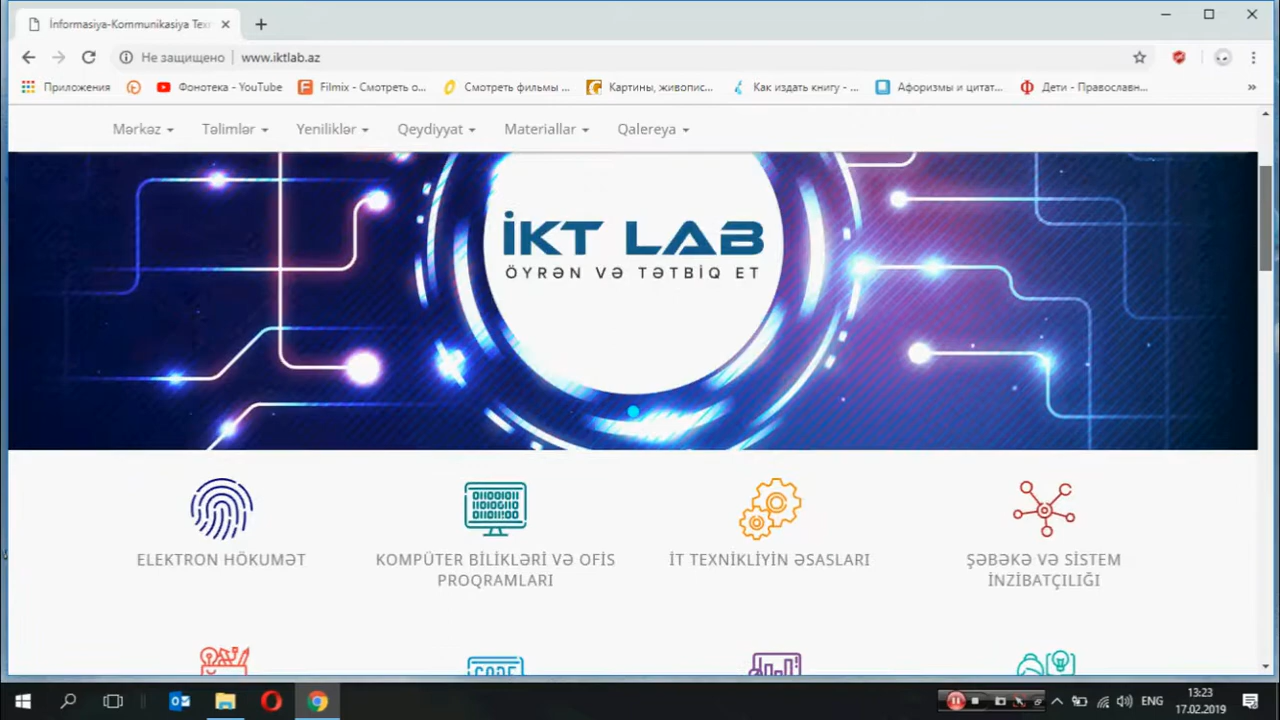 İnformasiya-Kommunikasiya Tex
Не защищено | www.iktlab.az
Приложения Фонотека - YouTube Filmix - Смотреть о... Смотреть фильмы ... Картины, живопис... Как издать книгу - ... Афоризмы и цитат... Дети - Православн... »
Mərkəz Təlimlər Yeniliklər Qeydiyyat Materiallar Qalereya
İKT LAB
ÖYRƏN VƏ TƏTBİQ ET
ELEKTRON HÖKUMƏT
KOMPÜTER BİLİKLƏRİ VƏ OFİS
PROQRAMLARI
İT TEXNİKLİYİN ƏSASLARI
ŞƏBƏKƏ VƏ SİSTEM
İNZİBATÇILIĞI
CODE
ENG
13:23
17.02.2019